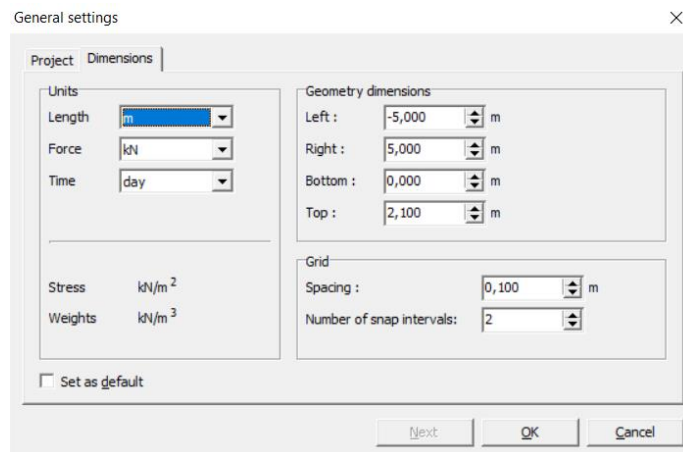 General settings
Project Dimensions
Units
Length m
Force kN
Time day
Stress kN/m 2
Weights kN/m 3
Geometry dimensions
Left : -5,000 m
Right : 5,000 m
Bottom : 0,000 m
Top : 2,100 m
Grid
Spacing : 0,100 m
Number of snap intervals: 2
Set as default
Next OK Cancel